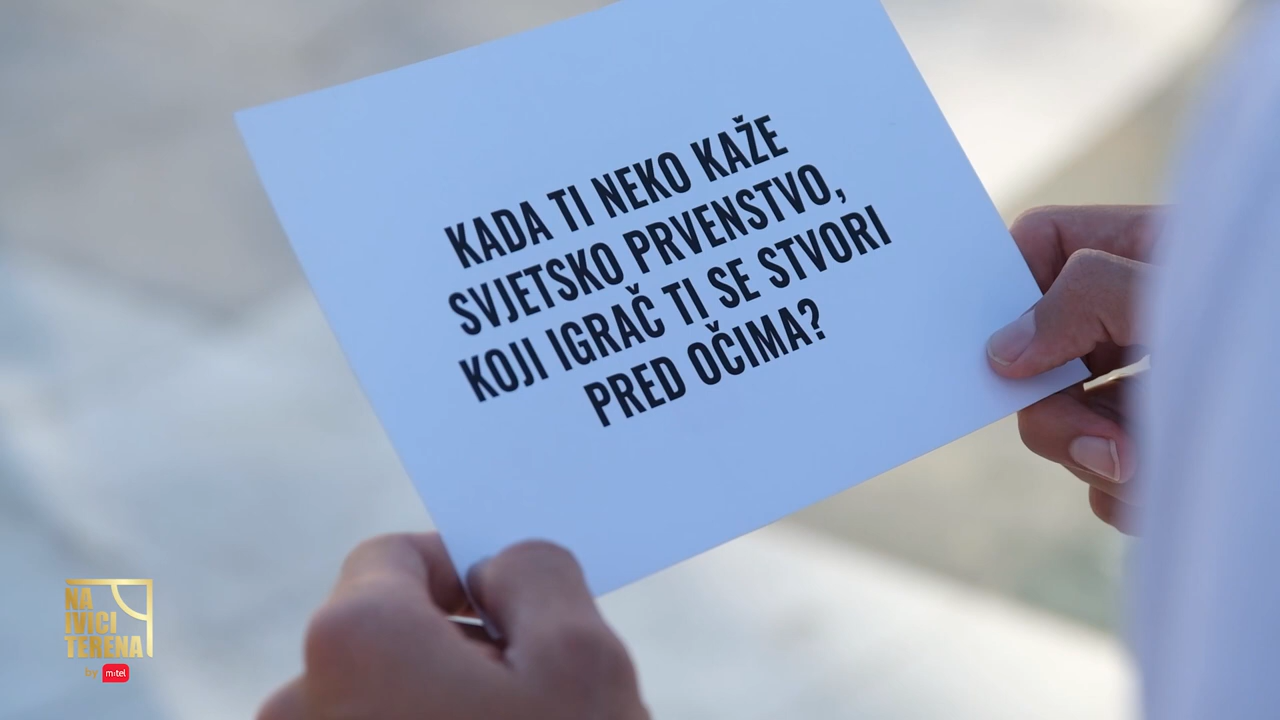 KADA TI NEKO KAŽE
SVJETSKO PRVENSTVO,
KOJI IGRAČ TI SE STVORI
PRED OČIMA?
NA
IVICI
TERENA
by m:tel